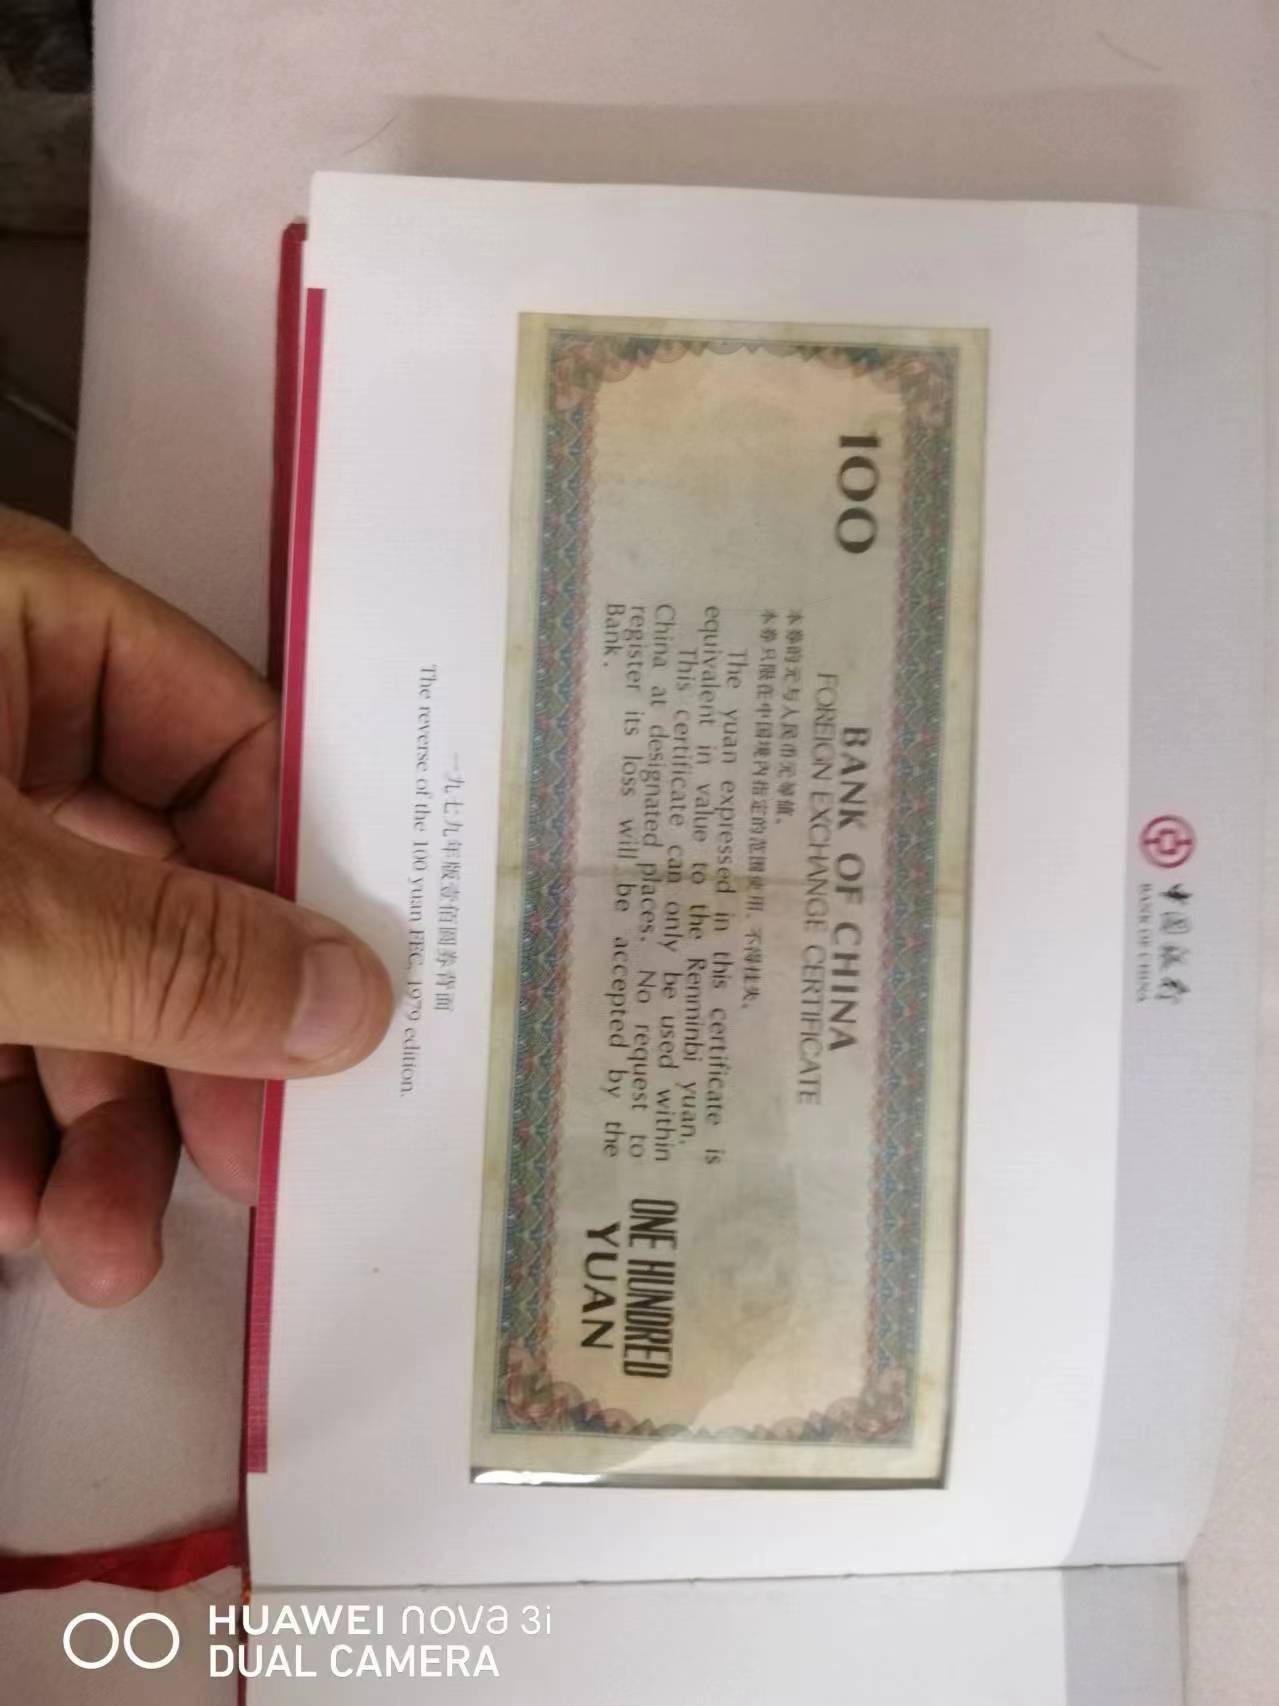 中国银行
BANK OF CHINA
100
BANK OF CHINA
FOREIGN EXCHANGE CERTIFICATE
本券的元与人民币元等值。
本券只限在中国境内指定的范围使用、不得挂失。
The yuan expressed in this certificate is
equivalent in value to the Renminbi yuan.
This certificate can only be used within
China at designated places. No request to
register its loss will be accepted by the
Bank.
ONE HUNDRED
YUAN
一九七九年版壹佰圆券背面
The reverse of the 100 yuan FEC, 1979 edition.
HUAWEI nova 3i
DUAL CAMERA